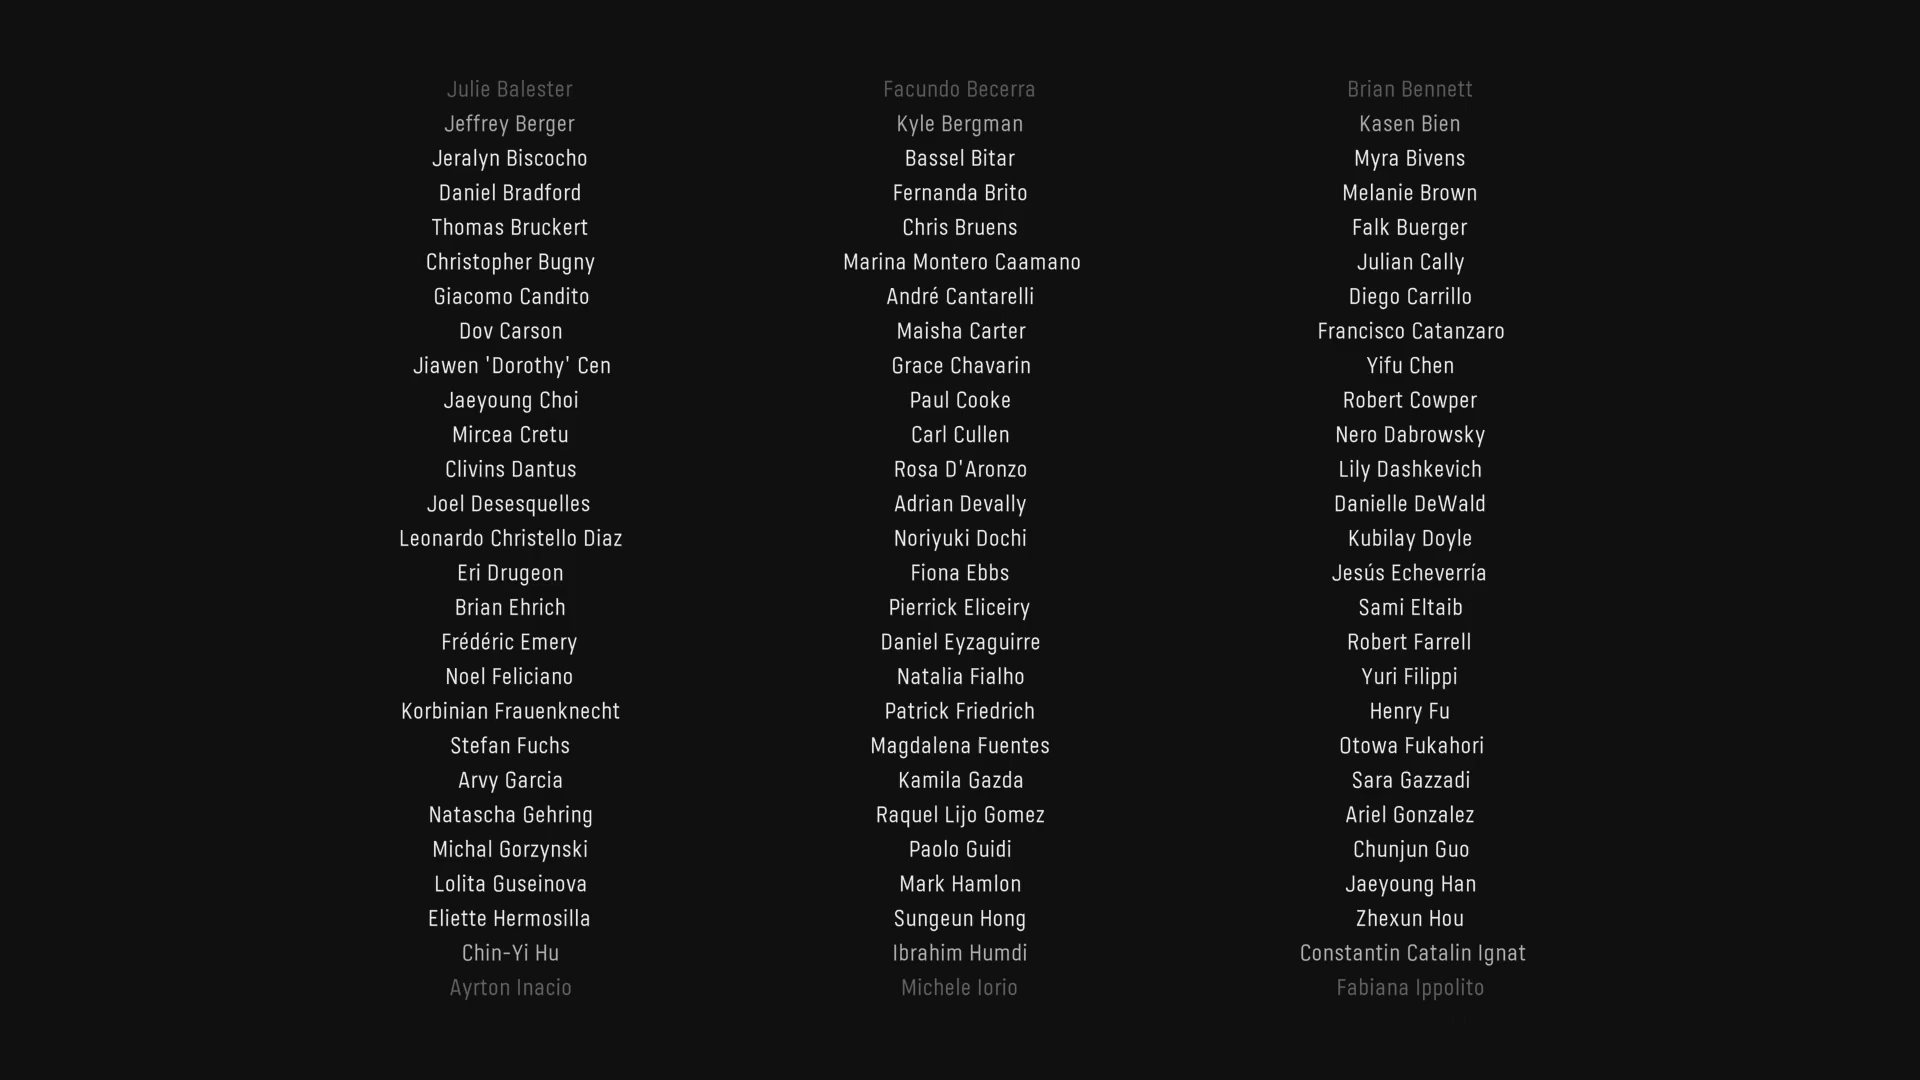 Julie Balester Facundo Becerra Brian Bennett
Jeffrey Berger Kyle Bergman Kasen Bien
Jeralyn Biscocho Bassel Bitar Myra Bivens
Daniel Bradford Fernanda Brito Melanie Brown
Thomas Bruckert Chris Bruens Falk Buerger
Christopher Bugny Marina Montero Caamano Julian Cally
Giacomo Candito André Cantarelli Diego Carrillo
Dov Carson Maisha Carter Francisco Catanzaro
Jiawen 'Dorothy' Cen Grace Chavarin Yifu Chen
Jaeyoung Choi Paul Cooke Robert Cowper
Mircea Cretu Carl Cullen Nero Dabrowsky
Clivins Dantus Rosa D'Aronzo Lily Dashkevich
Joel Desesquelles Adrian Devally Danielle DeWald
Leonardo Christello Diaz Noriyuki Dochi Kubilay Doyle
Eri Drugeon Fiona Ebbs Jesús Echeverría
Brian Ehrich Pierrick Eliceiry Sami Eltaib
Frédéric Emery Daniel Eyzaguirre Robert Farrell
Noel Feliciano Natalia Fialho Yuri Filippi
Korbinian Frauenknecht Patrick Friedrich Henry Fu
Stefan Fuchs Magdalena Fuentes Otowa Fukahori
Arvy Garcia Kamila Gazda Sara Gazzadi
Natascha Gehring Raquel Lijo Gomez Ariel Gonzalez
Michal Gorzynski Paolo Guidi Chunjun Guo
Lolita Guseinova Mark Hamlon Jaeyoung Han
Eliette Hermosilla Sungeun Hong Zhexun Hou
Chin-Yi Hu Ibrahim Humdi Constantin Catalin Ignat
Ayrton Inacio Michele Iorio Fabiana Ippolito